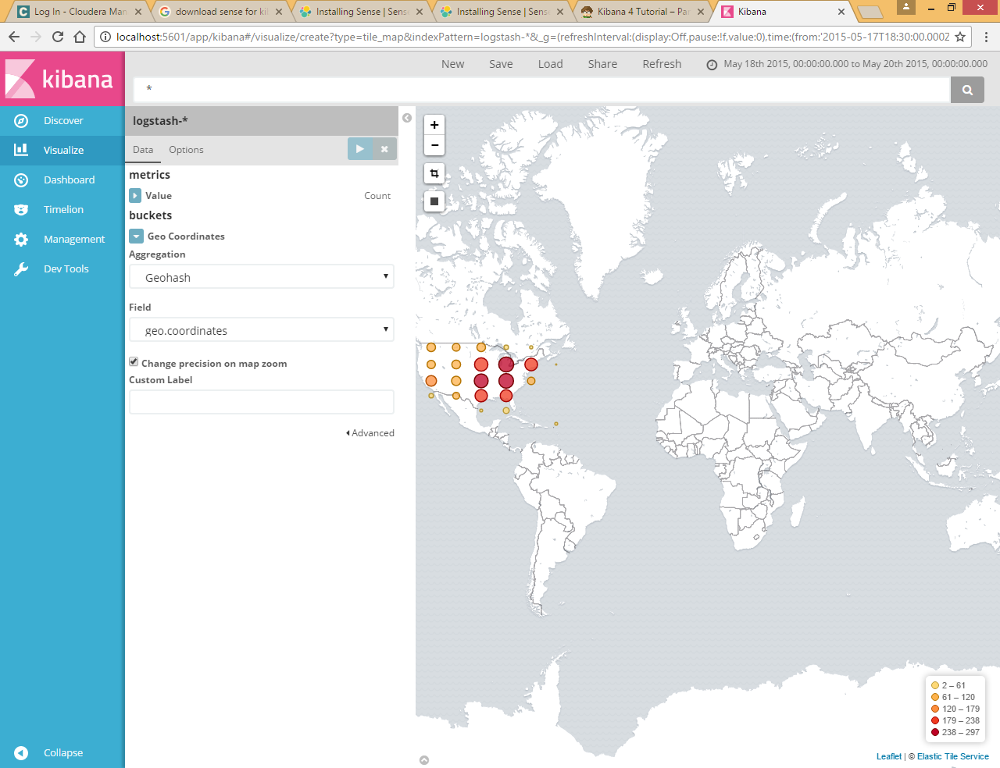 Log In - Cloudera Man
download sense for ki
Installing Sense | Sens
Installing Sense | Sens
Kibana 4 Tutorial – Pa
Kibana
localhost:5601/app/kibana#/visualize/create?type=tile_map&indexPattern=logstash-*&_g=(refreshInterval:(display:Off,pause:!f,value:0),time:(from:'2015-05-17T18:30:00.000Z
kibana
New Save Load Share Refresh May 18th 2015, 00:00:00.000 to May 20th 2015, 00:00:00.000
*
Discover
Visualize
Dashboard
Timelion
Management
Dev Tools
Collapse
logstash-*
Data Options
metrics
Value Count
buckets
Geo Coordinates
Aggregation
Geohash
Field
geo.coordinates
Change precision on map zoom
Custom Label
Advanced
+
−
2 – 61
61 – 120
120 – 179
179 – 238
238 – 297
Leaflet | © Elastic Tile Service